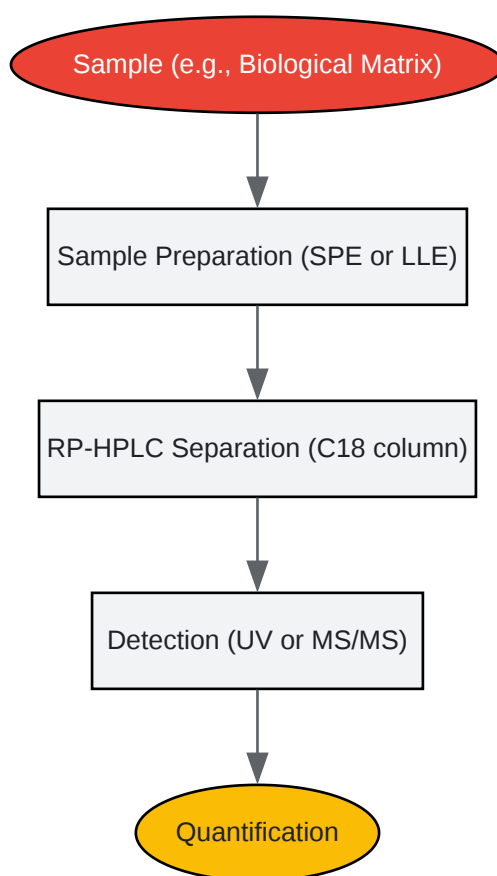 Sample (e.g., Biological Matrix)
Sample Preparation (SPE or LLE)
RP-HPLC Separation (C18 column)
Detection (UV or MS/MS)
Quantification